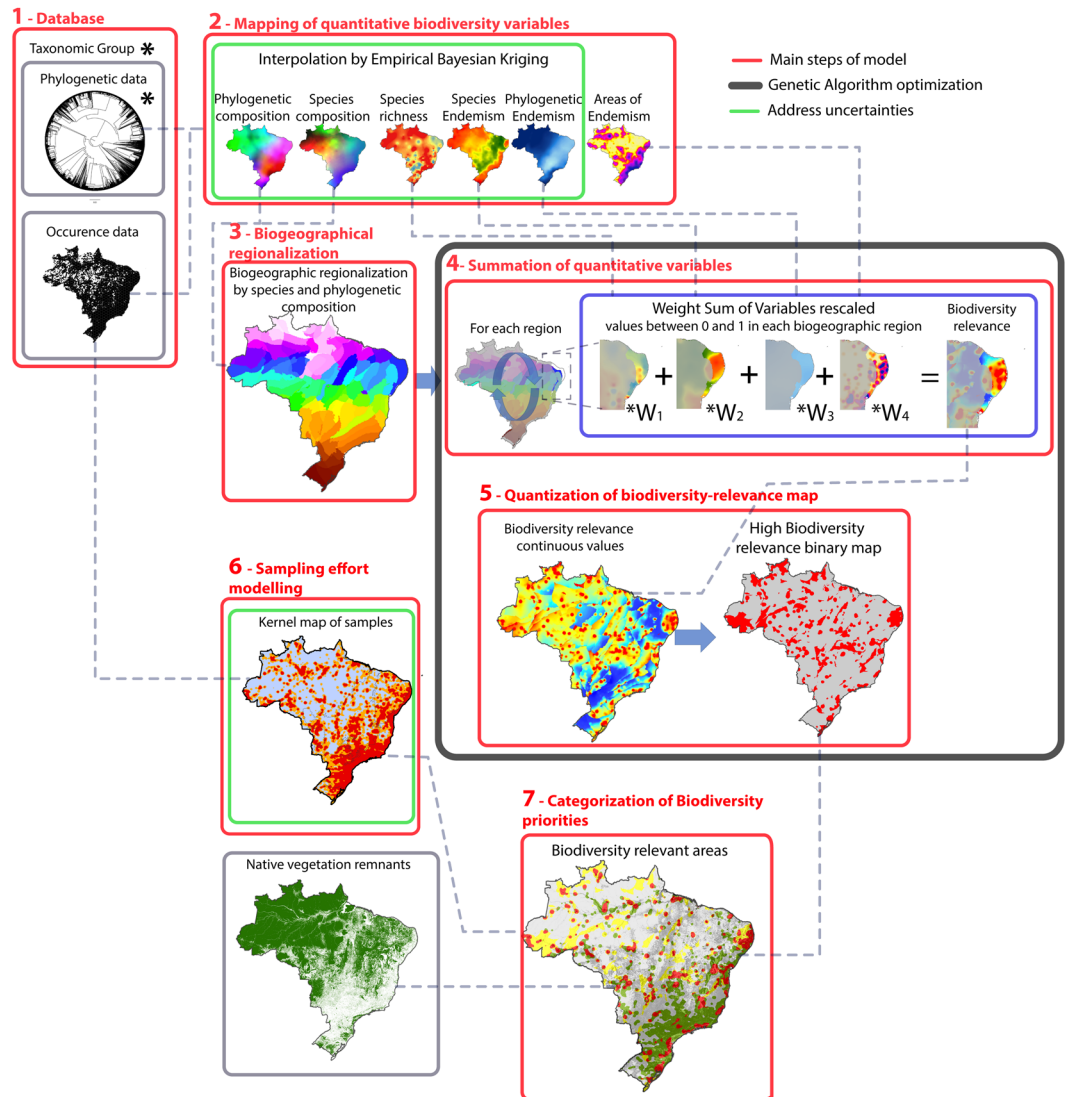 1 - Database
Taxonomic Group *
Phylogenetic data
*
Occurence data
2 - Mapping of quantitative biodiversity variables
Interpolation by Empirical Bayesian Kriging
Phylogenetic
composition
Species
composition
Species
richness
Species
Endemism
Phylogenetic
Endemism
Areas of
Endemism
Main steps of model
Genetic Algorithm optimization
Address uncertainties
3 - Biogeographical
regionalization
Biogeographic regionalization
by species and phylogenetic
composition
4- Summation of quantitative variables
For each region
Weight Sum of Variables rescaled
values between 0 and 1 in each biogeographic region
Biodiversity
relevance
+ + + =
*W1 *W2 *W3 *W4
5 - Quantization of biodiversity-relevance map
Biodiversity relevance
continuous values
High Biodiversity
relevance binary map
6 - Sampling effort
modelling
Kernel map of samples
Native vegetation remnants
7 - Categorization of Biodiversity
priorities
Biodiversity relevant areas